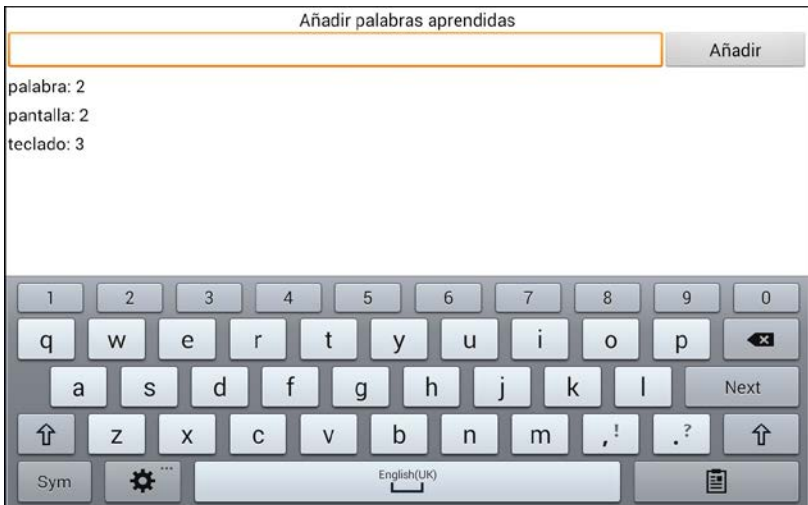 Añadir palabras aprendidas
Añadir
palabra: 2
pantalla: 2
teclado: 3
1 2 3 4 5 6 7 8 9 0
q w e r t y u i o p
a s d f g h j k l Next
z x c v b n m , ! . ?
Sym ... English(UK)